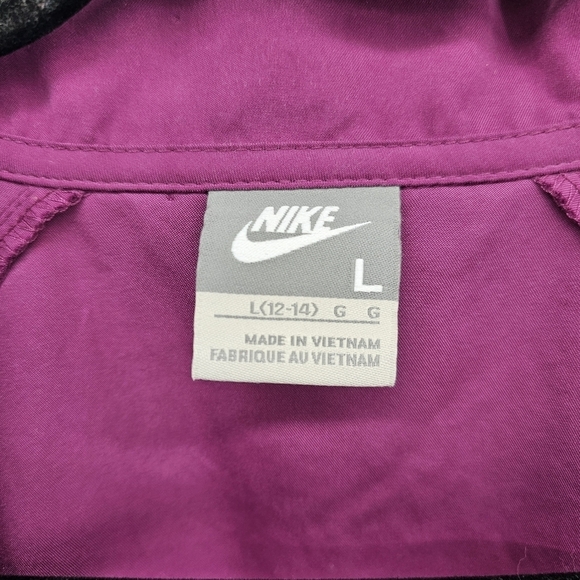 NIKE
L
L(12-14) G G
MADE IN VIETNAM
FABRIQUE AU VIETNAM